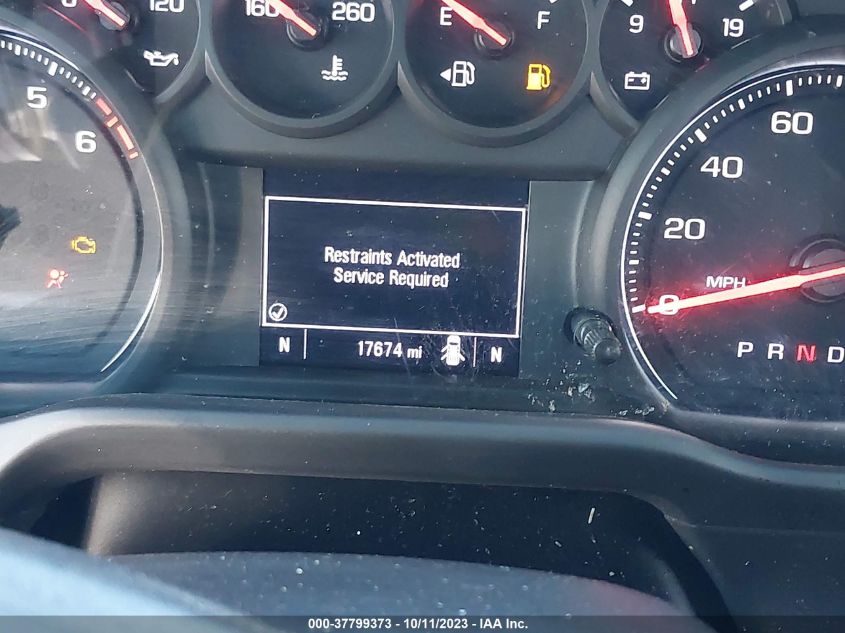 120
160 260
E F
9 19
5
6
60
40
20
MPH
0
Restraints Activated
Service Required
N 17674 mi N
P R N D
000-37799373 - 10/11/2023 - IAA Inc.